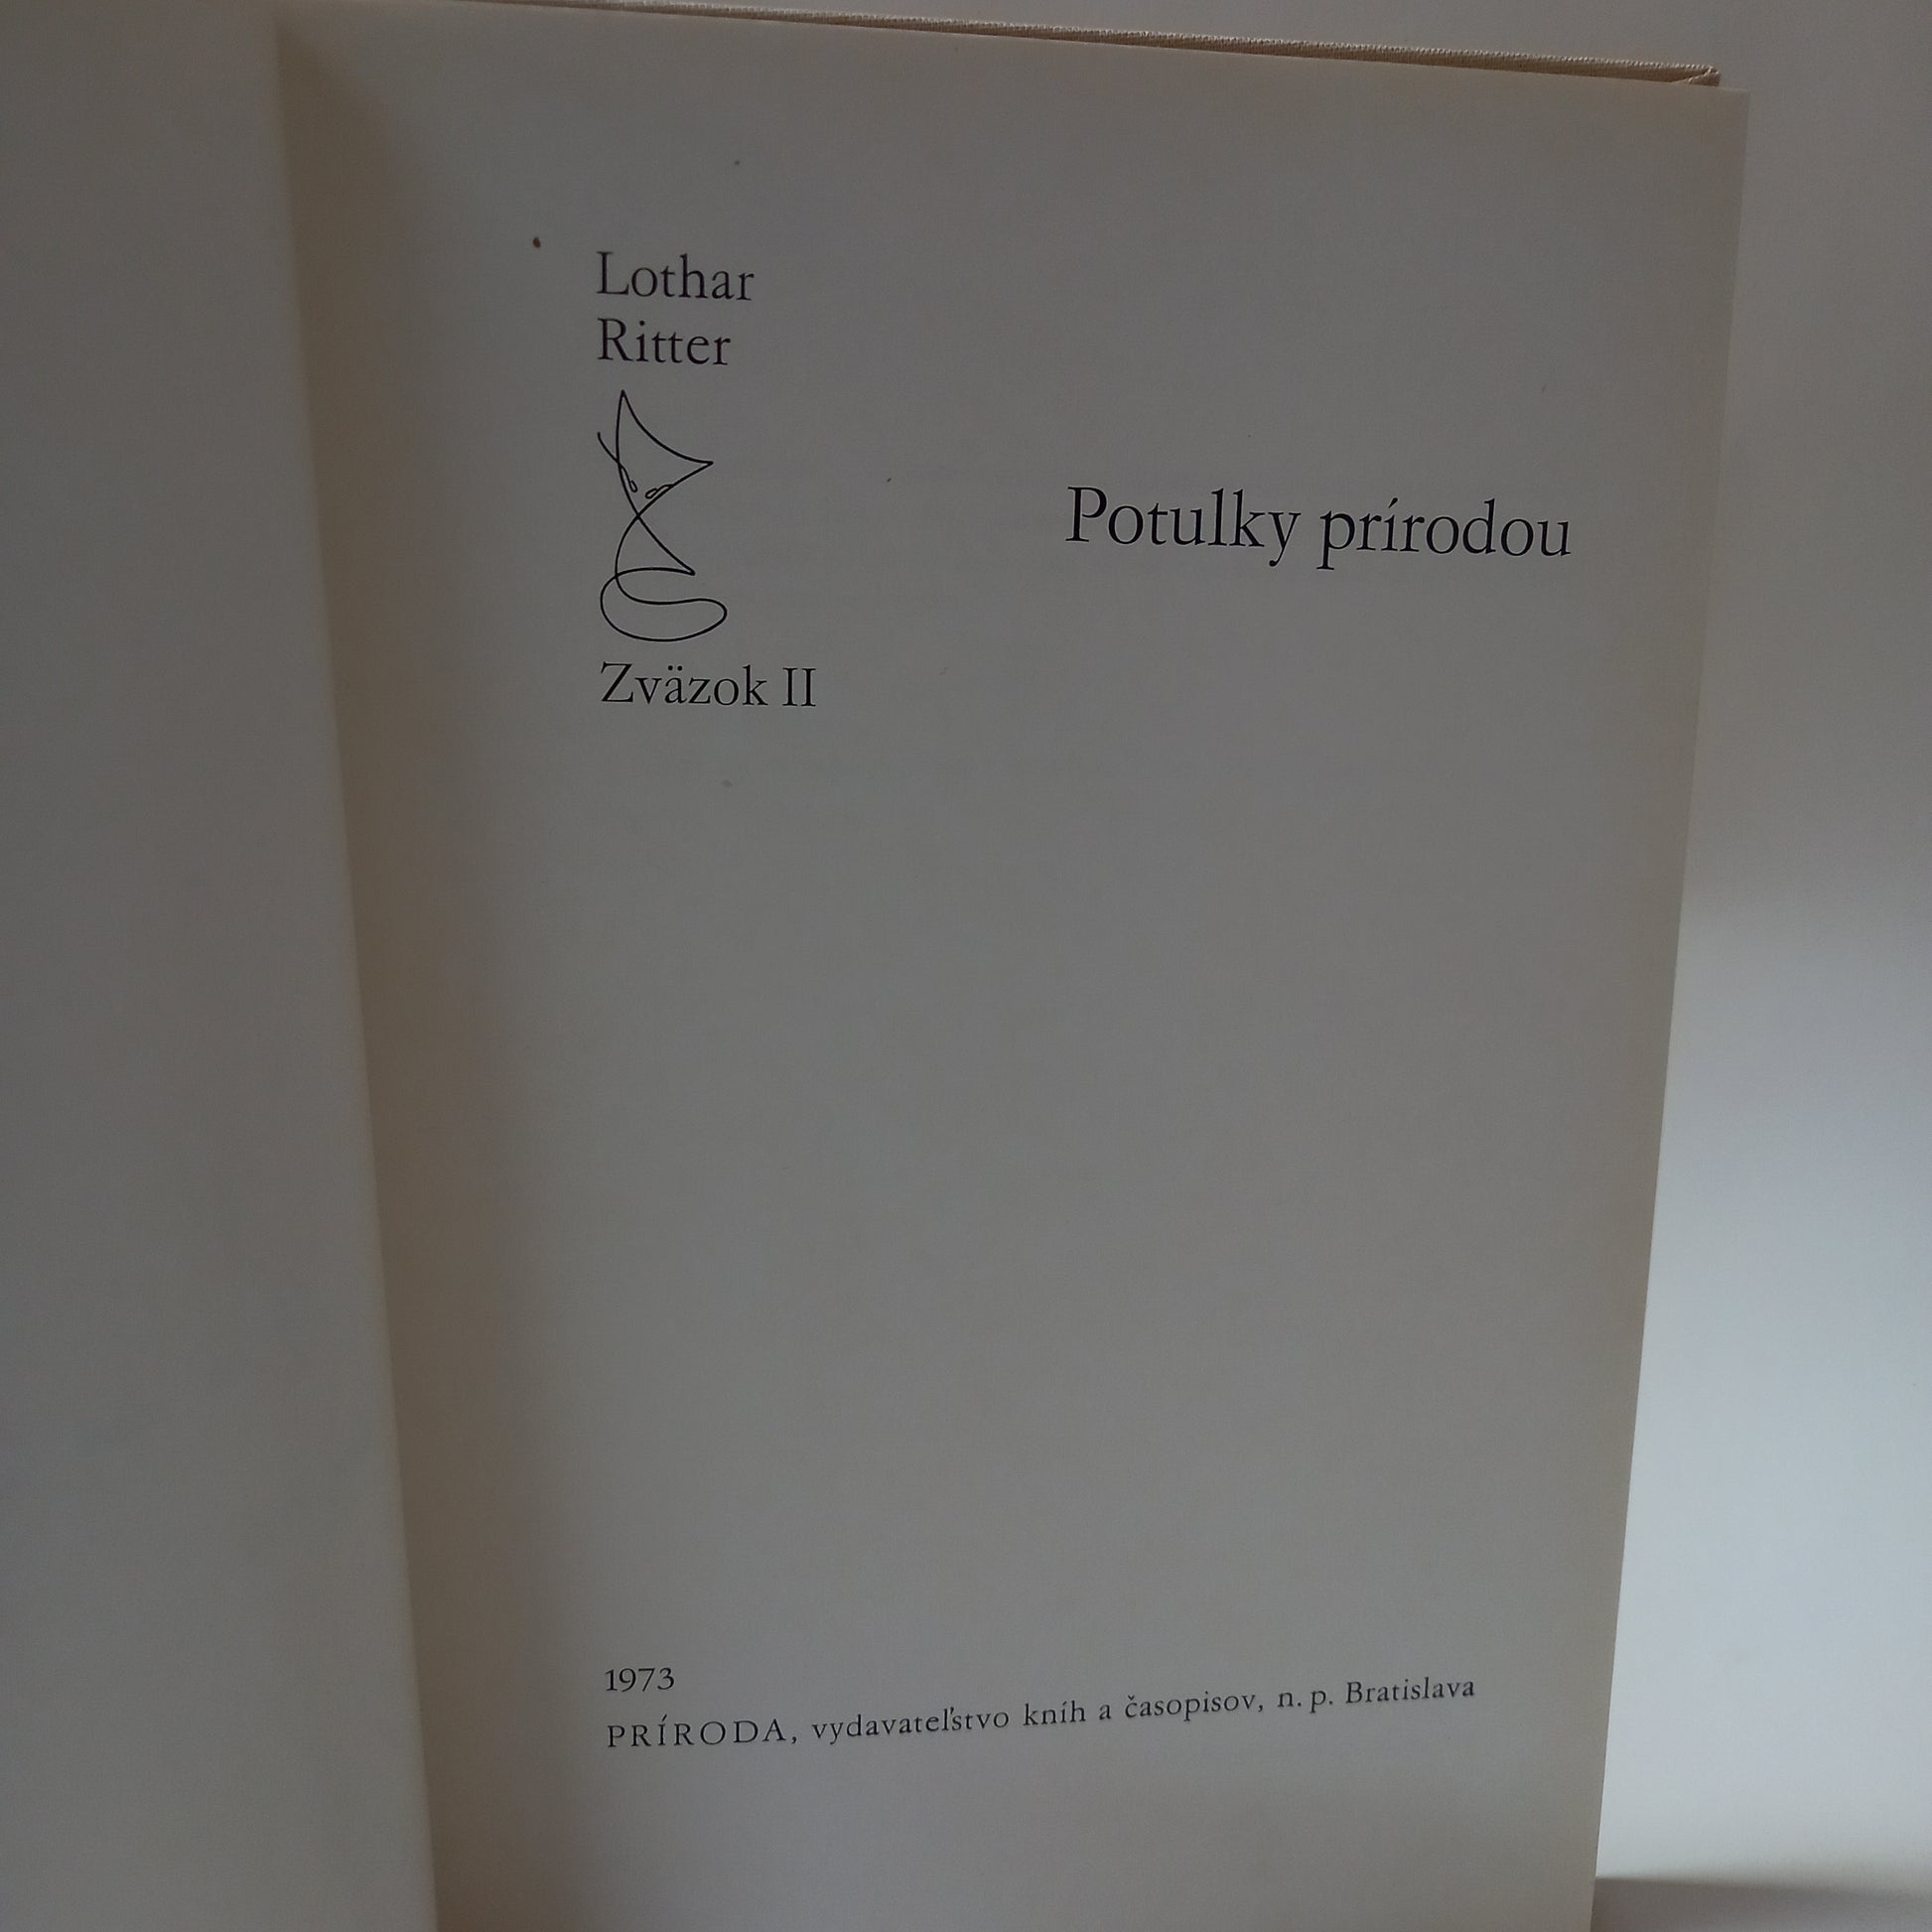 Lothar
Ritter
Potulky prírodou
Zväzok II
1973
PRÍRODA, vydavateľstvo kníh a časopisov, n. p. Bratislava